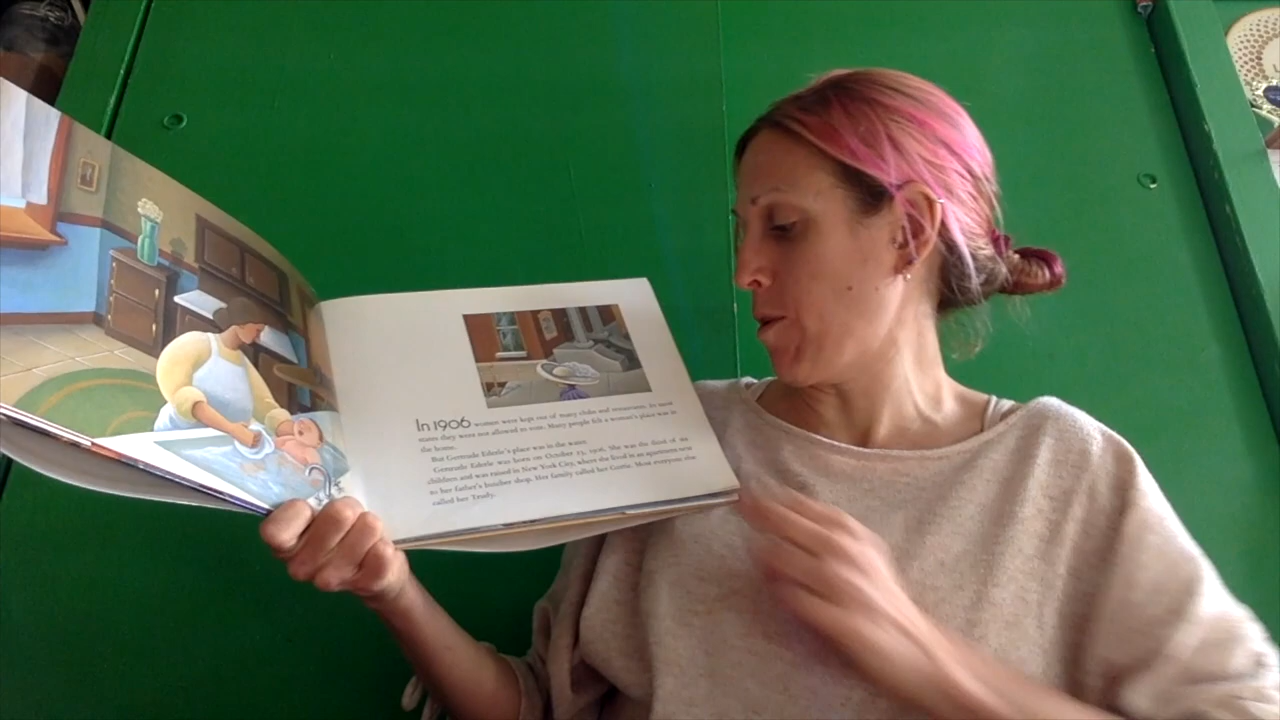 In 1906 women were kept out of many clubs and restaurants. In most
states they were not allowed to vote. Many people felt a woman's place was in
the home.
But Gertrude Ederle's place was in the water.
Gertrude Ederle was born on October 23, 1906. She was the third of six
children and was raised in New York City, where she lived in an apartment next
to her father's butcher shop. Her family called her Gertie. Most everyone else
called her Trudy.